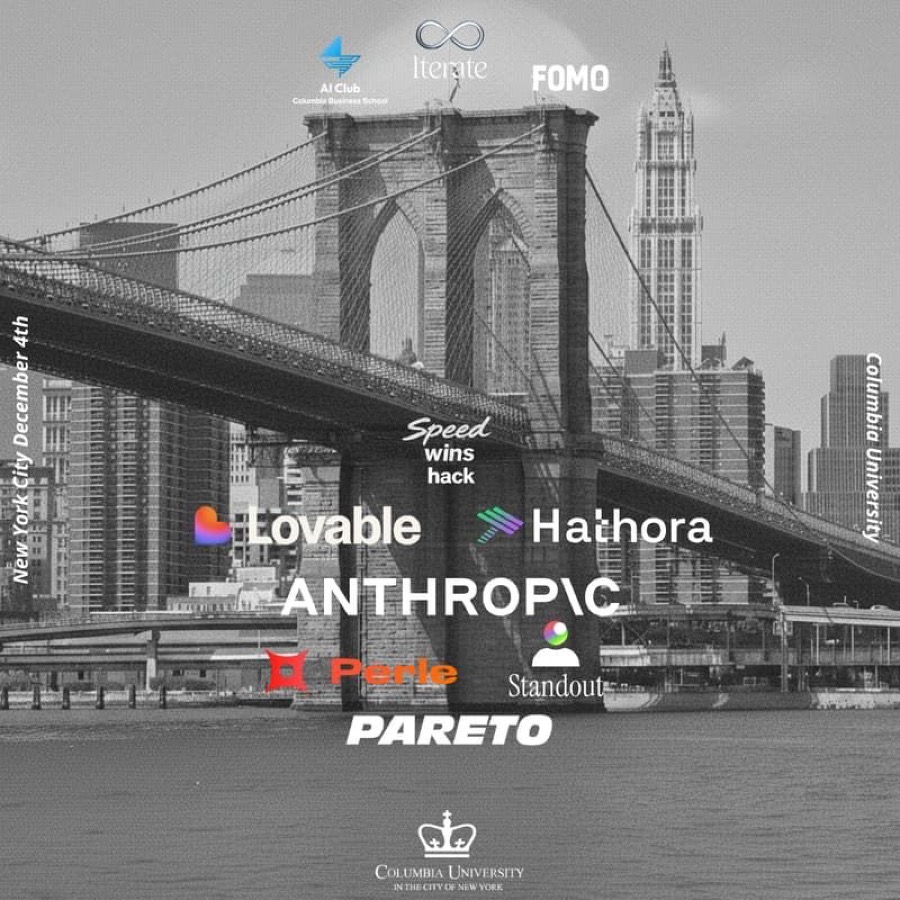 Iterate
FOMO
AI Club
Columbia Business School
New York City December 4th
Columbia University
Speed
wins
hack
Lovable
Hathora
ANTHROP\C
Perle
Standout
PARETO
COLUMBIA UNIVERSITY
IN THE CITY OF NEW YORK